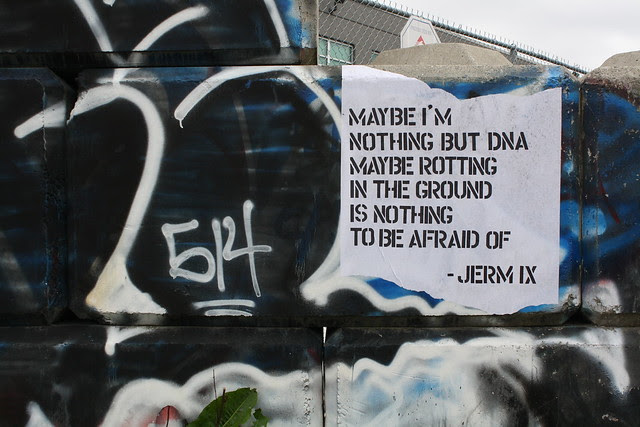 MAYBE I'M
NOTHING BUT DNA
MAYBE ROTTING
IN THE GROUND
IS NOTHING
TO BE AFRAID OF
- JERM IX
514